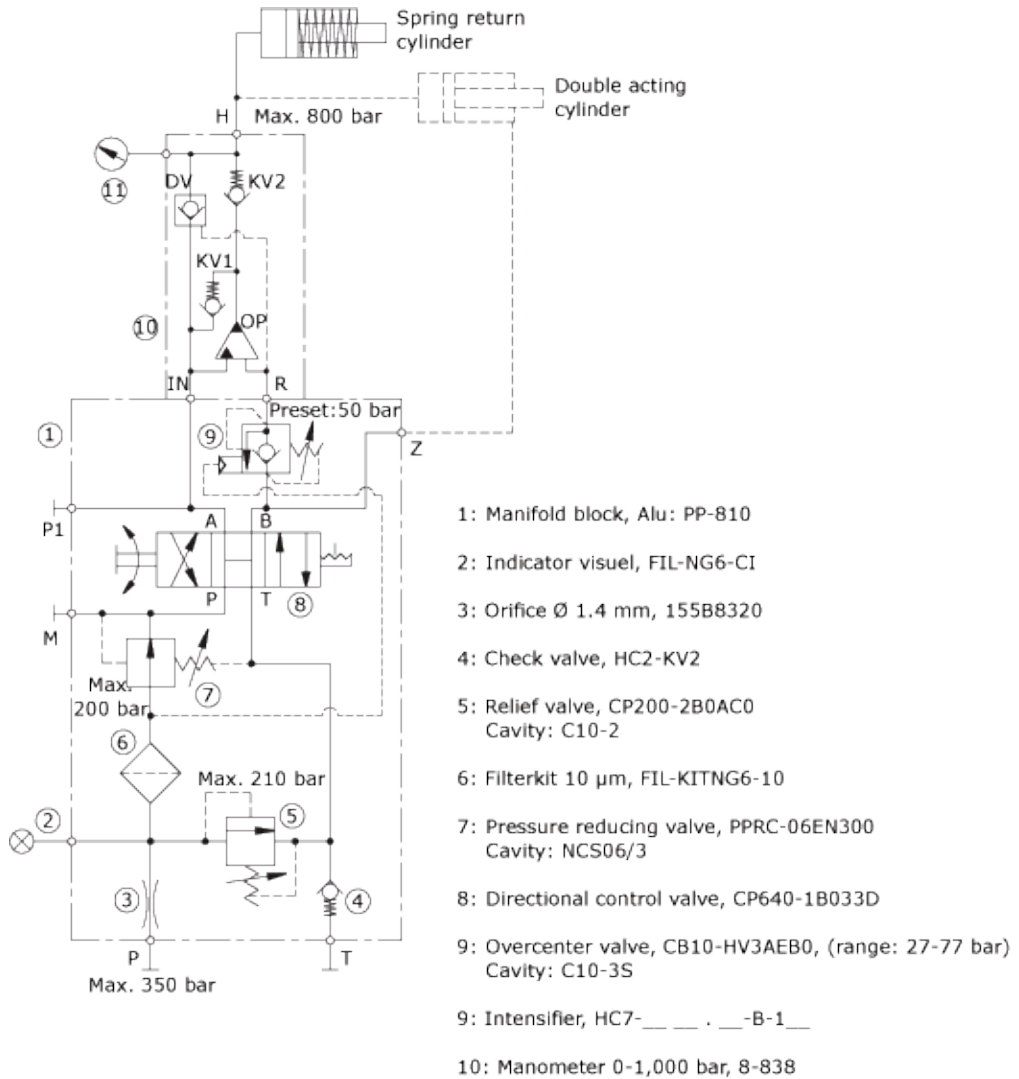 Spring return
cylinder
Double acting
cylinder
H
Max. 800 bar
11
DV
KV2
KV1
10
OP
IN
R
Preset:50 bar
1
9
Z
P1
A
B
P
T
8
M
Max.
200 bar
7
6
Max. 210 bar
2
5
3
4
P
T
Max. 350 bar
1: Manifold block, Alu: PP-810
2: Indicator visuel, FIL-NG6-CI
3: Orifice Ø 1.4 mm, 155B8320
4: Check valve, HC2-KV2
5: Relief valve, CP200-2B0AC0
Cavity: C10-2
6: Filterkit 10 µm, FIL-KITNG6-10
7: Pressure reducing valve, PPRC-06EN300
Cavity: NCS06/3
8: Directional control valve, CP640-1B033D
9: Overcenter valve, CB10-HV3AEB0, (range: 27-77 bar)
Cavity: C10-3S
9: Intensifier, HC7-__ __ . __-B-1__
10: Manometer 0-1,000 bar, 8-838